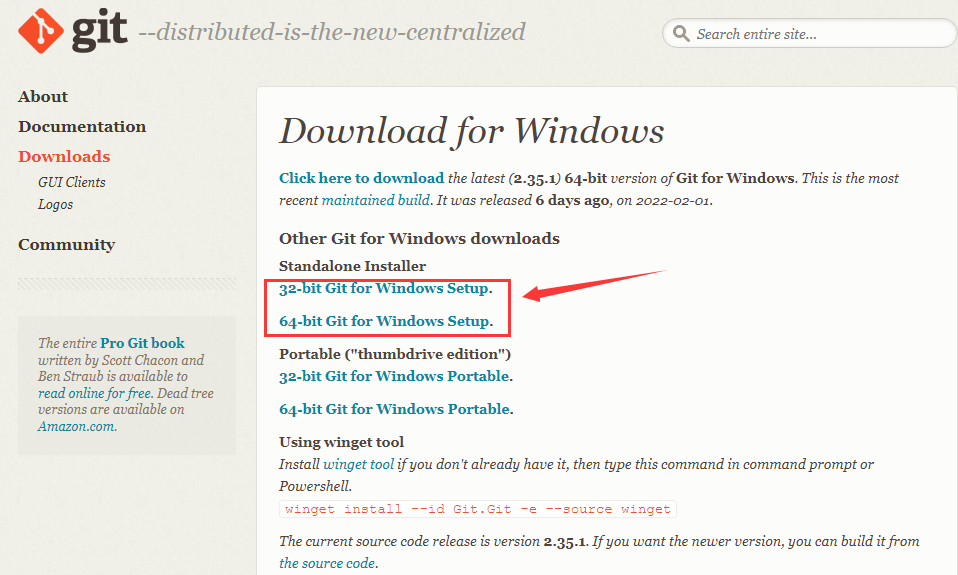 git --distributed-is-the-new-centralized
Search entire site...
About
Documentation
Downloads
GUI Clients
Logos
Community
The entire Pro Git book
written by Scott Chacon and
Ben Straub is available to
read online for free. Dead tree
versions are available on
Amazon.com.
Download for Windows
Click here to download the latest (2.35.1) 64-bit version of Git for Windows. This is the most
recent maintained build. It was released 6 days ago, on 2022-02-01.
Other Git for Windows downloads
Standalone Installer
32-bit Git for Windows Setup.
64-bit Git for Windows Setup.
Portable ("thumbdrive edition")
32-bit Git for Windows Portable.
64-bit Git for Windows Portable.
Using winget tool
Install winget tool if you don't already have it, then type this command in command prompt or
Powershell.
winget install --id Git.Git -e --source winget
The current source code release is version 2.35.1. If you want the newer version, you can build it from
the source code.